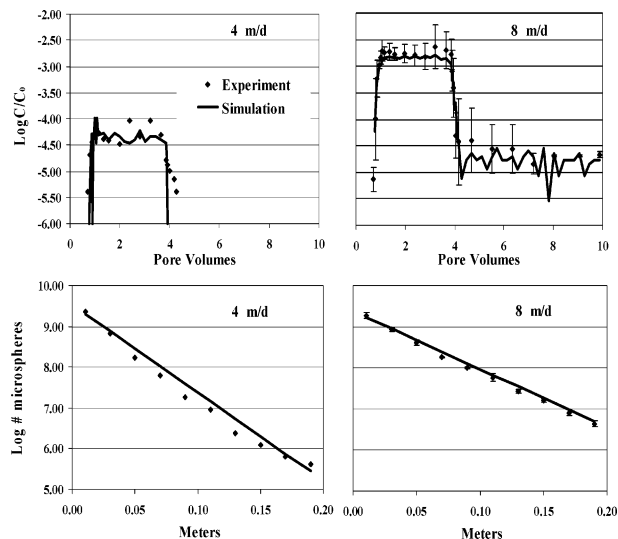 -2.00
-2.50
-3.00
-3.50
-4.00
-4.50
-5.00
-5.50
-6.00
LogC/Co
4 m/d
Experiment
Simulation
0 2 4 6 8 10
Pore Volumes
8 m/d
0 2 4 6 8 10
Pore Volumes
10.00
9.00
8.00
7.00
6.00
5.00
Log # microspheres
4 m/d
0.00 0.05 0.10 0.15 0.20
Meters
8 m/d
0.00 0.05 0.10 0.15 0.20
Meters